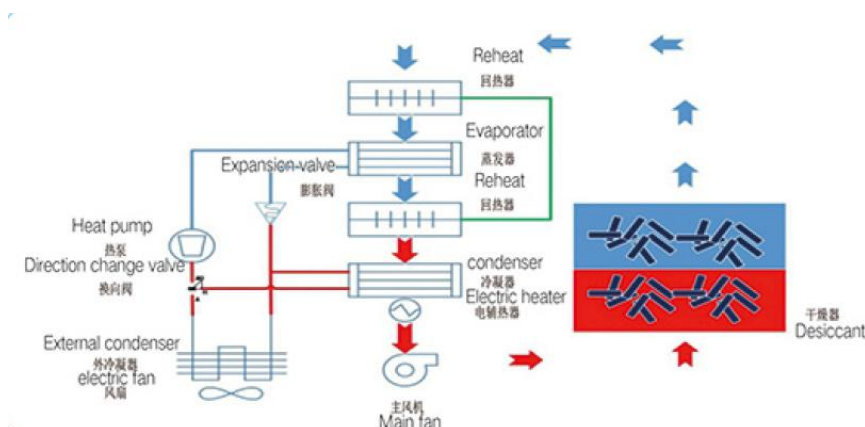 Reheat
回热器
Evaporator
蒸发器
Expansion valve
膨胀阀
Reheat
回热器
Heat pump
热泵
Direction change valve
换向阀
condenser
冷凝器
Electric heater
电辅热器
External condenser
外冷凝器
electric fan
风扇
主风机
Main fan
干燥器
Desiccant